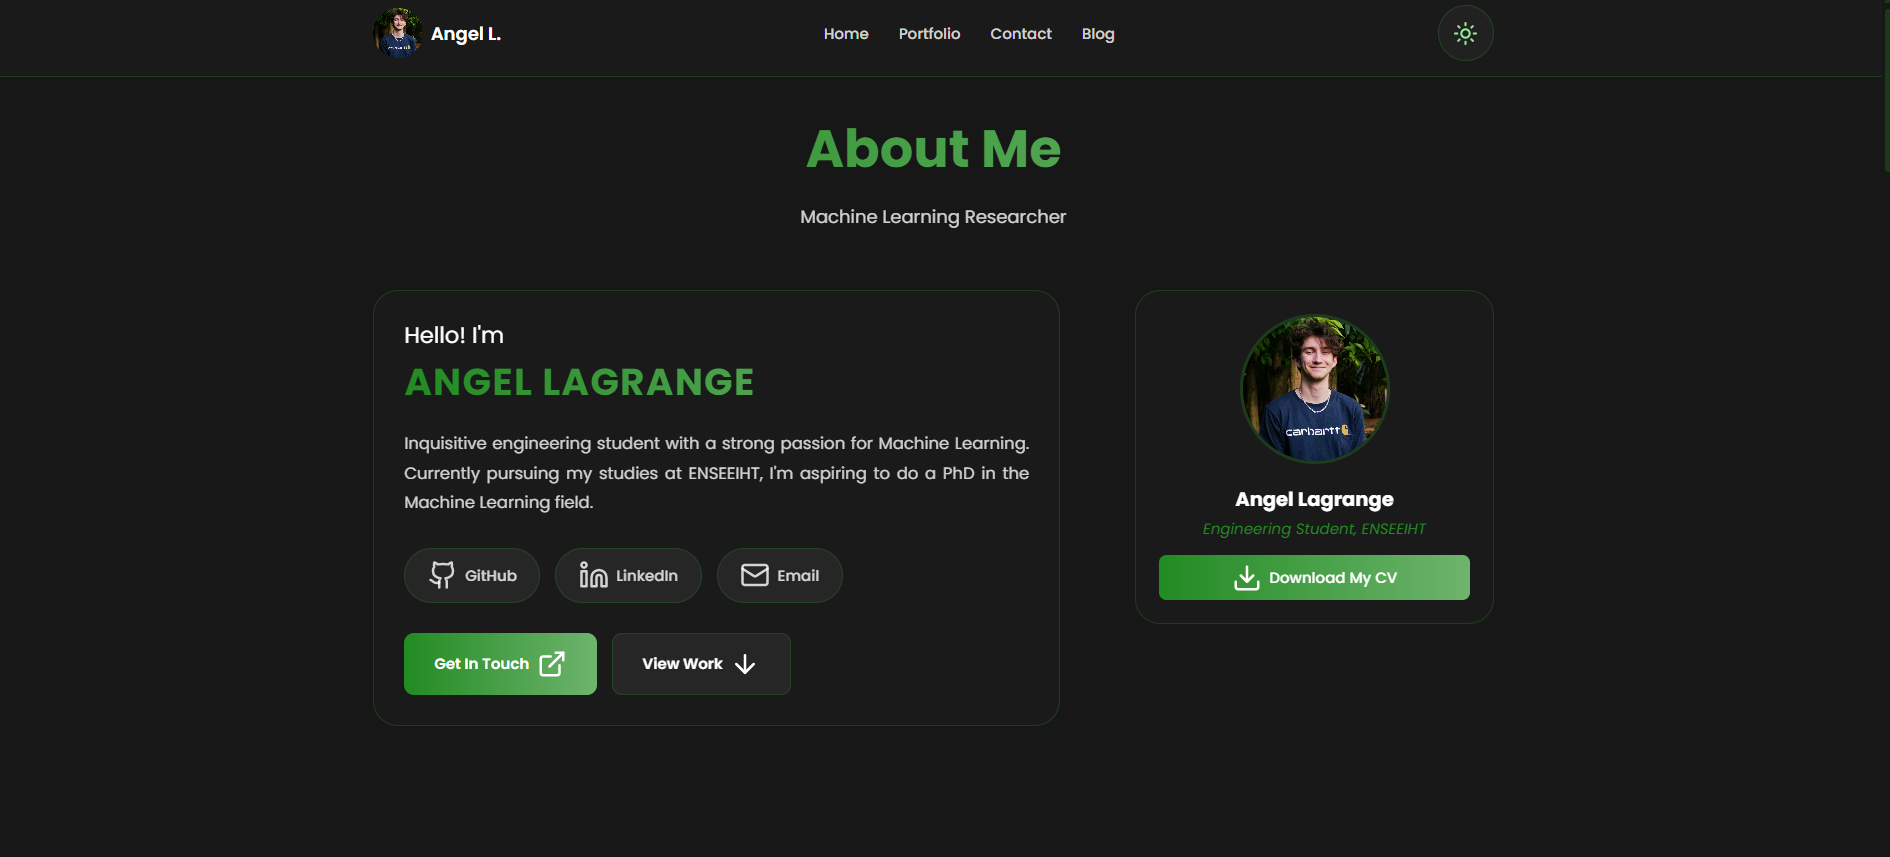 Angel L.
Home
Portfolio
Contact
Blog
About Me
Machine Learning Researcher
Hello! I'm
ANGEL LAGRANGE
Inquisitive engineering student with a strong passion for Machine Learning.
Currently pursuing my studies at ENSEEIHT, I'm aspiring to do a PhD in the
Machine Learning field.
GitHub
LinkedIn
Email
Get In Touch
View Work
carhartt
Angel Lagrange
Engineering Student, ENSEEIHT
Download My CV